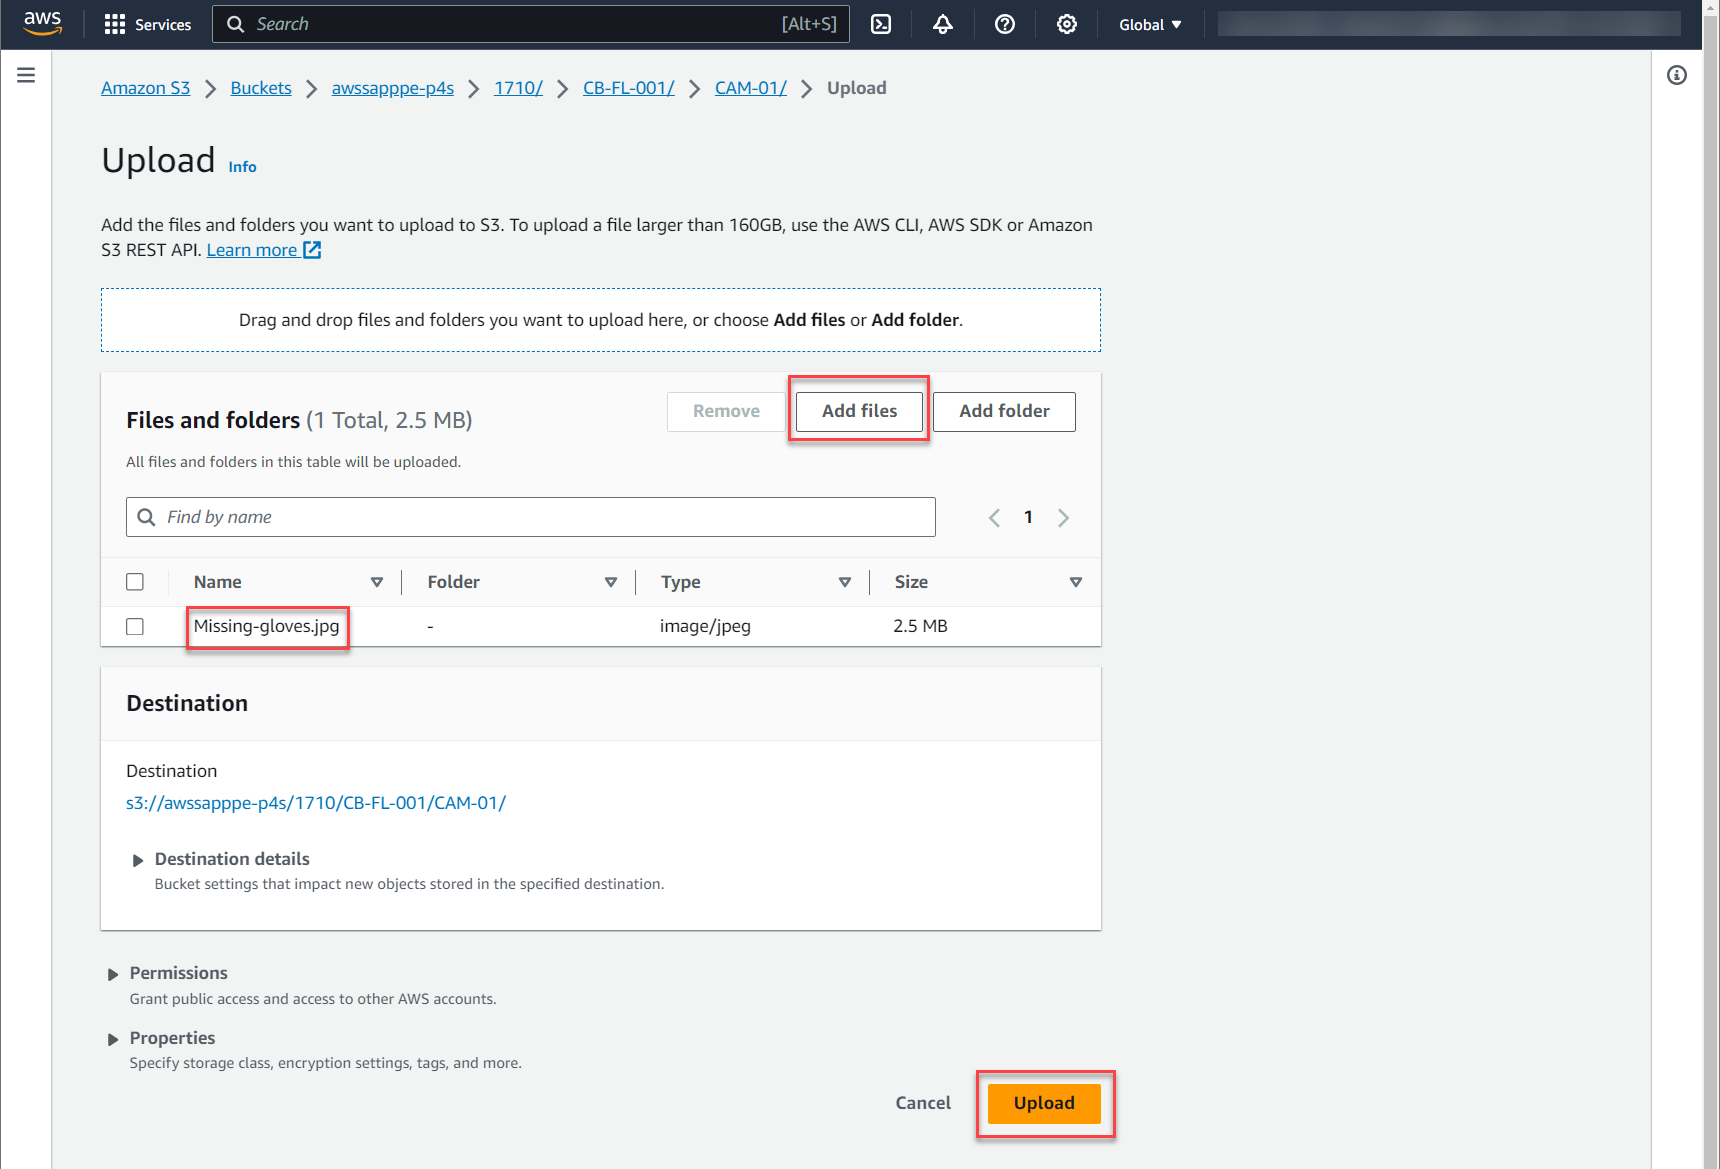 aws Services Search [Alt+S] Global
Amazon S3 Buckets awssapppe-p4s 1710/ CB-FL-001/ CAM-01/ Upload
Upload Info
Add the files and folders you want to upload to S3. To upload a file larger than 160GB, use the AWS CLI, AWS SDK or Amazon
S3 REST API. Learn more
Drag and drop files and folders you want to upload here, or choose Add files or Add folder.
Files and folders (1 Total, 2.5 MB) Remove Add files Add folder
All files and folders in this table will be uploaded.
Find by name 1
Name Folder Type Size
Missing-gloves.jpg - image/jpeg 2.5 MB
Destination
Destination
s3://awssapppe-p4s/1710/CB-FL-001/CAM-01/
Destination details
Bucket settings that impact new objects stored in the specified destination.
Permissions
Grant public access and access to other AWS accounts.
Properties
Specify storage class, encryption settings, tags, and more.
Cancel Upload